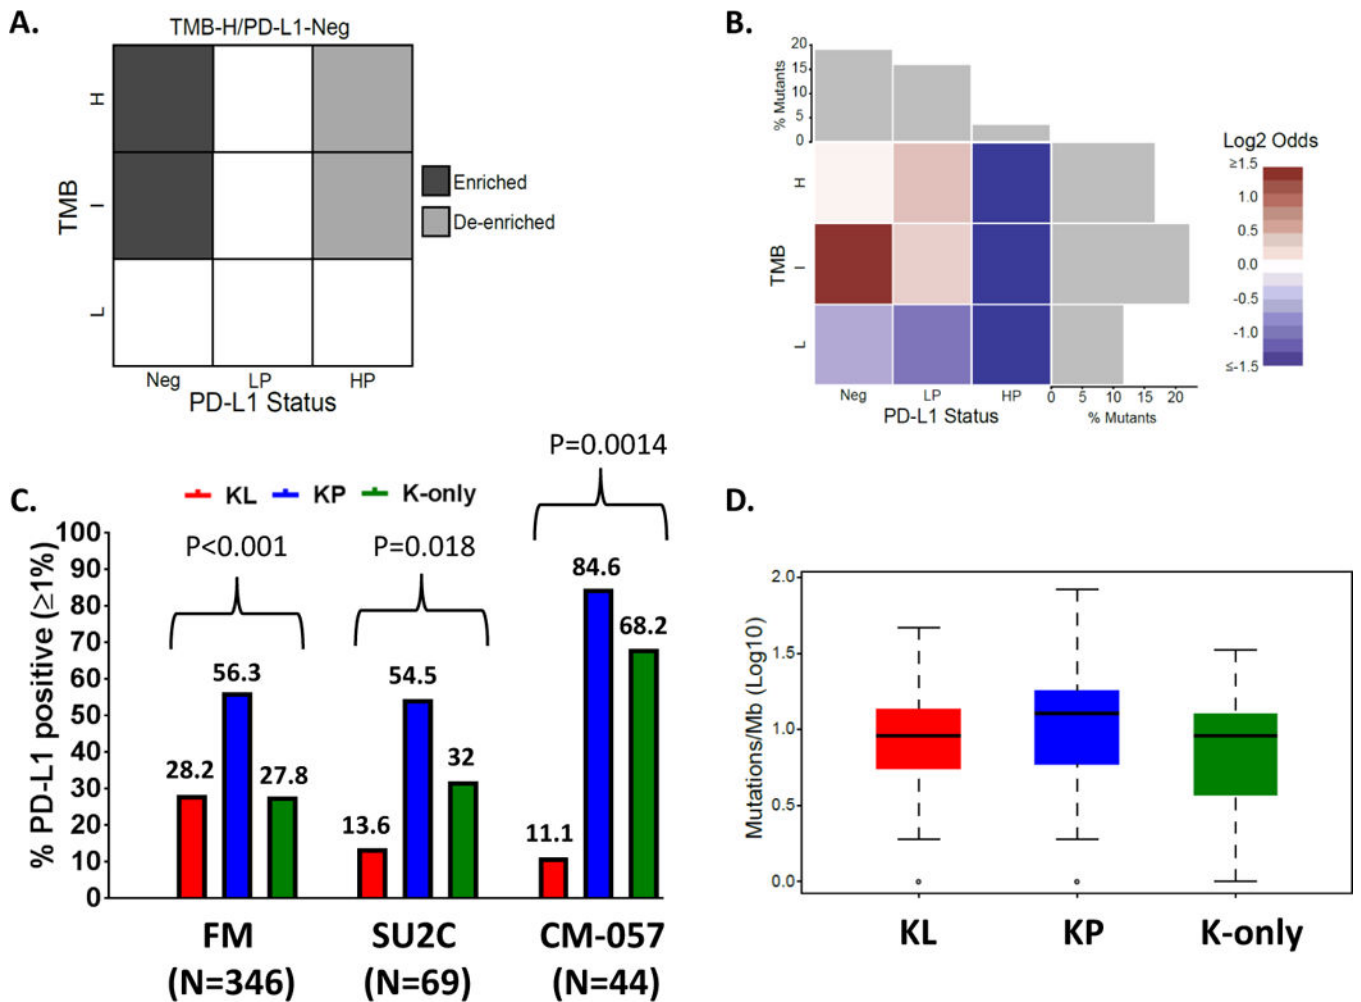 A.
TMB-H/PD-L1-Neg
TMB
H
I
L
Neg LP HP
PD-L1 Status
Enriched
De-enriched
B.
% Mutants
20
15
10
5
0
TMB
H
I
L
Neg LP HP
PD-L1 Status
0 5 10 15 20
% Mutants
Log2 Odds
≥1.5
1.0
0.5
0.0
-0.5
-1.0
≤-1.5
C.
KL KP K-only
% PD-L1 positive (≥1%)
100
90
80
70
60
50
40
30
20
10
0
P<0.001
P=0.018
P=0.0014
28.2
56.3
27.8
13.6
54.5
32
11.1
84.6
68.2
FM SU2C CM-057
(N=346) (N=69) (N=44)
D.
Mutations/Mb (Log10)
2.0
1.5
1.0
0.5
0.0
KL KP K-only